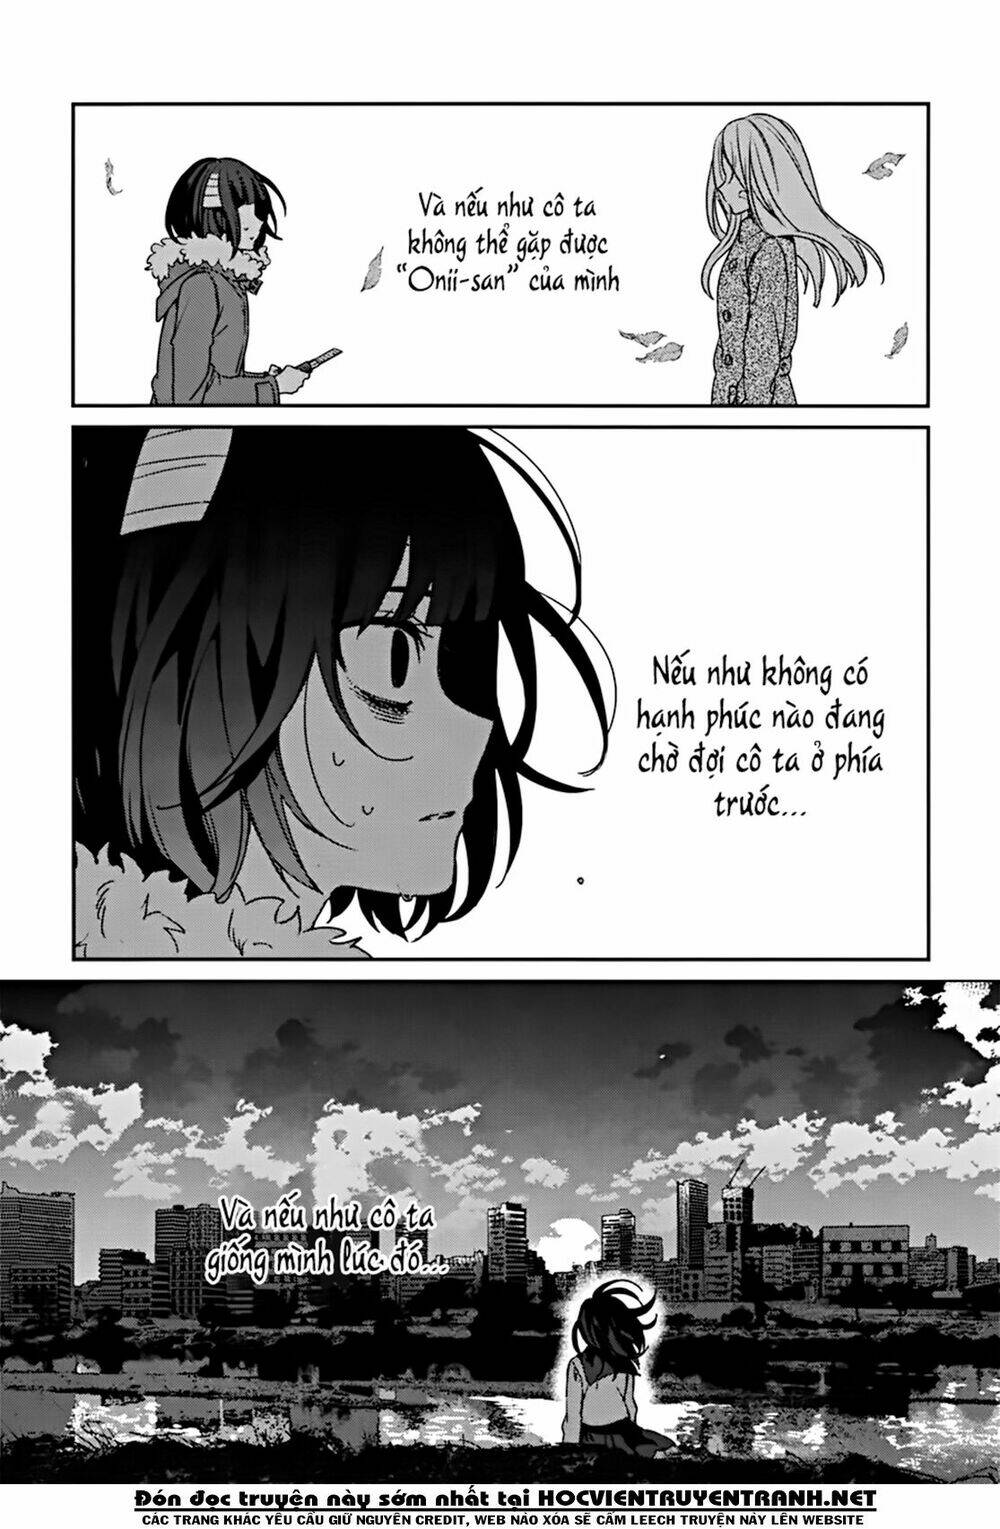 Và nếu như cô ta
không thể gặp được
"Onii-san" của mình
Nếu như không có
hạnh phúc nào đang
chờ đợi cô ta ở phía
trước...
Và nếu như cô ta
giống mình lúc đó...
Đón đọc truyện này sớm nhất tại HOCVIENTRUYENTRANH.NET
CÁC TRANG KHÁC YÊU CẦU GIỮ NGUYÊN CREDIT, WEB NÀO XÓA SẼ CẤM LEECH TRUYỆN NÀY LÊN WEBSITE